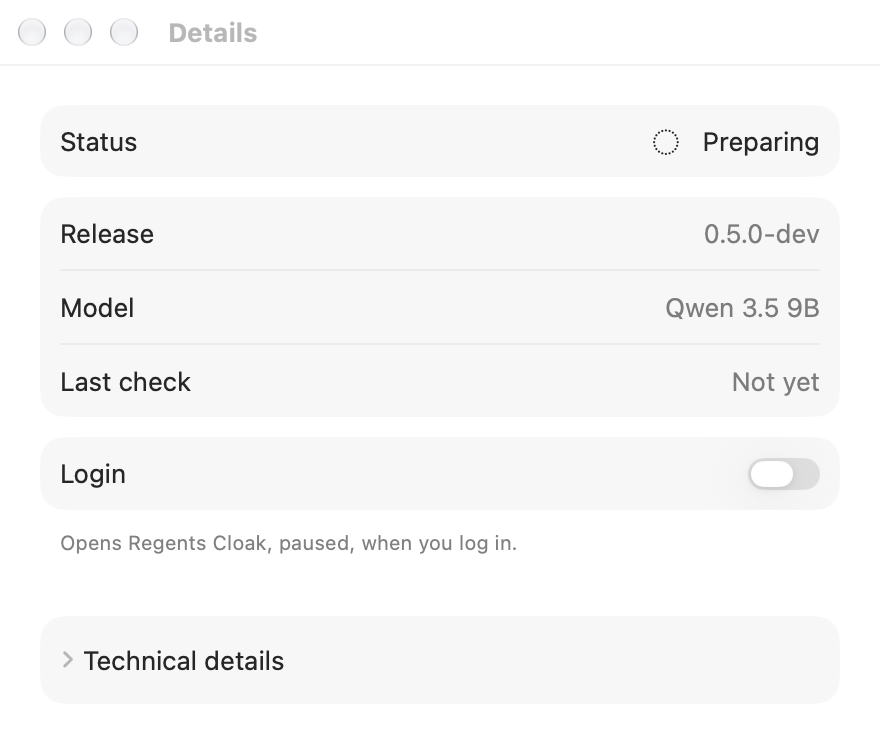 Details
Status
Preparing
Release
0.5.0-dev
Model
Qwen 3.5 9B
Last check
Not yet
Login
Opens Regents Cloak, paused, when you log in.
Technical details